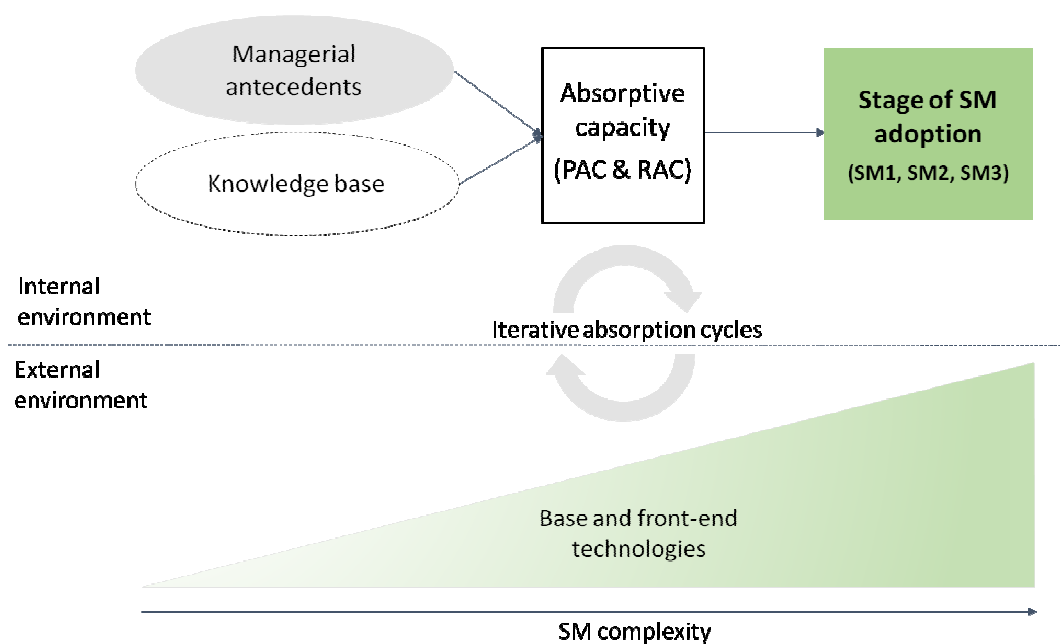 Managerial
antecedents
Knowledge base
Absorptive
capacity
(PAC & RAC)
Stage of SM
adoption
(SM1, SM2, SM3)
Internal
environment
Iterative absorption cycles
External
environment
Base and front-end
technologies
SM complexity